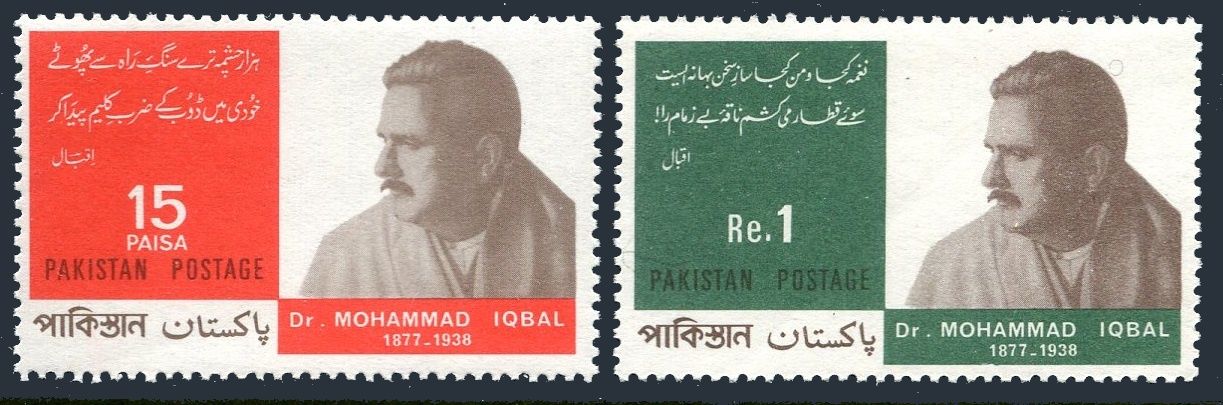 ہزار چشمہ ترے سنگِ راہ سے پھُوٹے
خودی میں ڈوب کے ضربِ کلیم پیدا کر
اقبال
15
PAISA
PAKISTAN POSTAGE
পাকিস্তান پاکستان
Dr. MOHAMMAD IQBAL
1877-1938
نغمہ کجا و من کجا سازِ سخن بہانہ ایست
سوئے قطار می کشم ناقۂ بے زمام را!
اقبال
Re.1
PAKISTAN POSTAGE
পাকিস্তান پاکستان
Dr. MOHAMMAD IQBAL
1877-1938